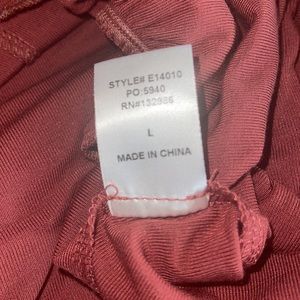 STYLE# E14010
PO:5940
RN#132986
L
MADE IN CHINA